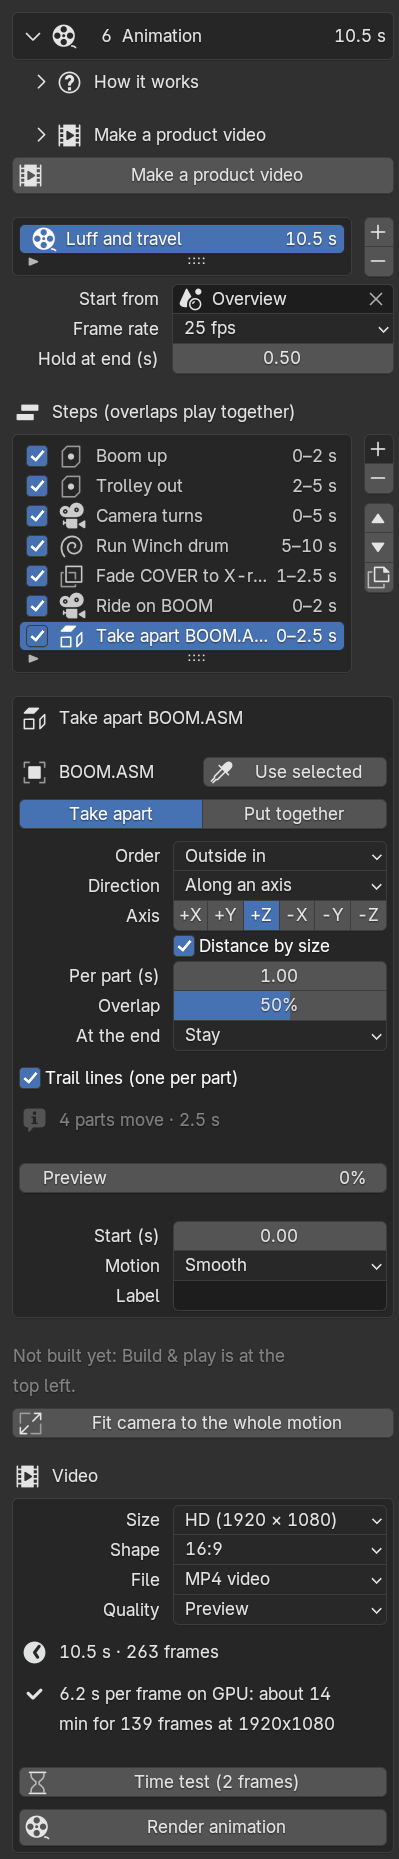 6 Animation 10.5 s
How it works
Make a product video
Make a product video
Luff and travel 10.5 s
Start from Overview
Frame rate 25 fps
Hold at end (s) 0.50
Steps (overlaps play together)
Boom up 0–2 s
Trolley out 2–5 s
Camera turns 0–5 s
Run Winch drum 5–10 s
Fade COVER to X-r... 1–2.5 s
Ride on BOOM 0–2 s
Take apart BOOM.A... 0–2.5 s
Take apart BOOM.ASM
BOOM.ASM Use selected
Take apart Put together
Order Outside in
Direction Along an axis
Axis +X +Y +Z -X -Y -Z
Distance by size
Per part (s) 1.00
Overlap 50%
At the end Stay
Trail lines (one per part)
4 parts move · 2.5 s
Preview 0%
Start (s) 0.00
Motion Smooth
Label
Not built yet: Build & play is at the
top left.
Fit camera to the whole motion
Video
Size HD (1920 × 1080)
Shape 16:9
File MP4 video
Quality Preview
10.5 s · 263 frames
6.2 s per frame on GPU: about 14
min for 139 frames at 1920x1080
Time test (2 frames)
Render animation